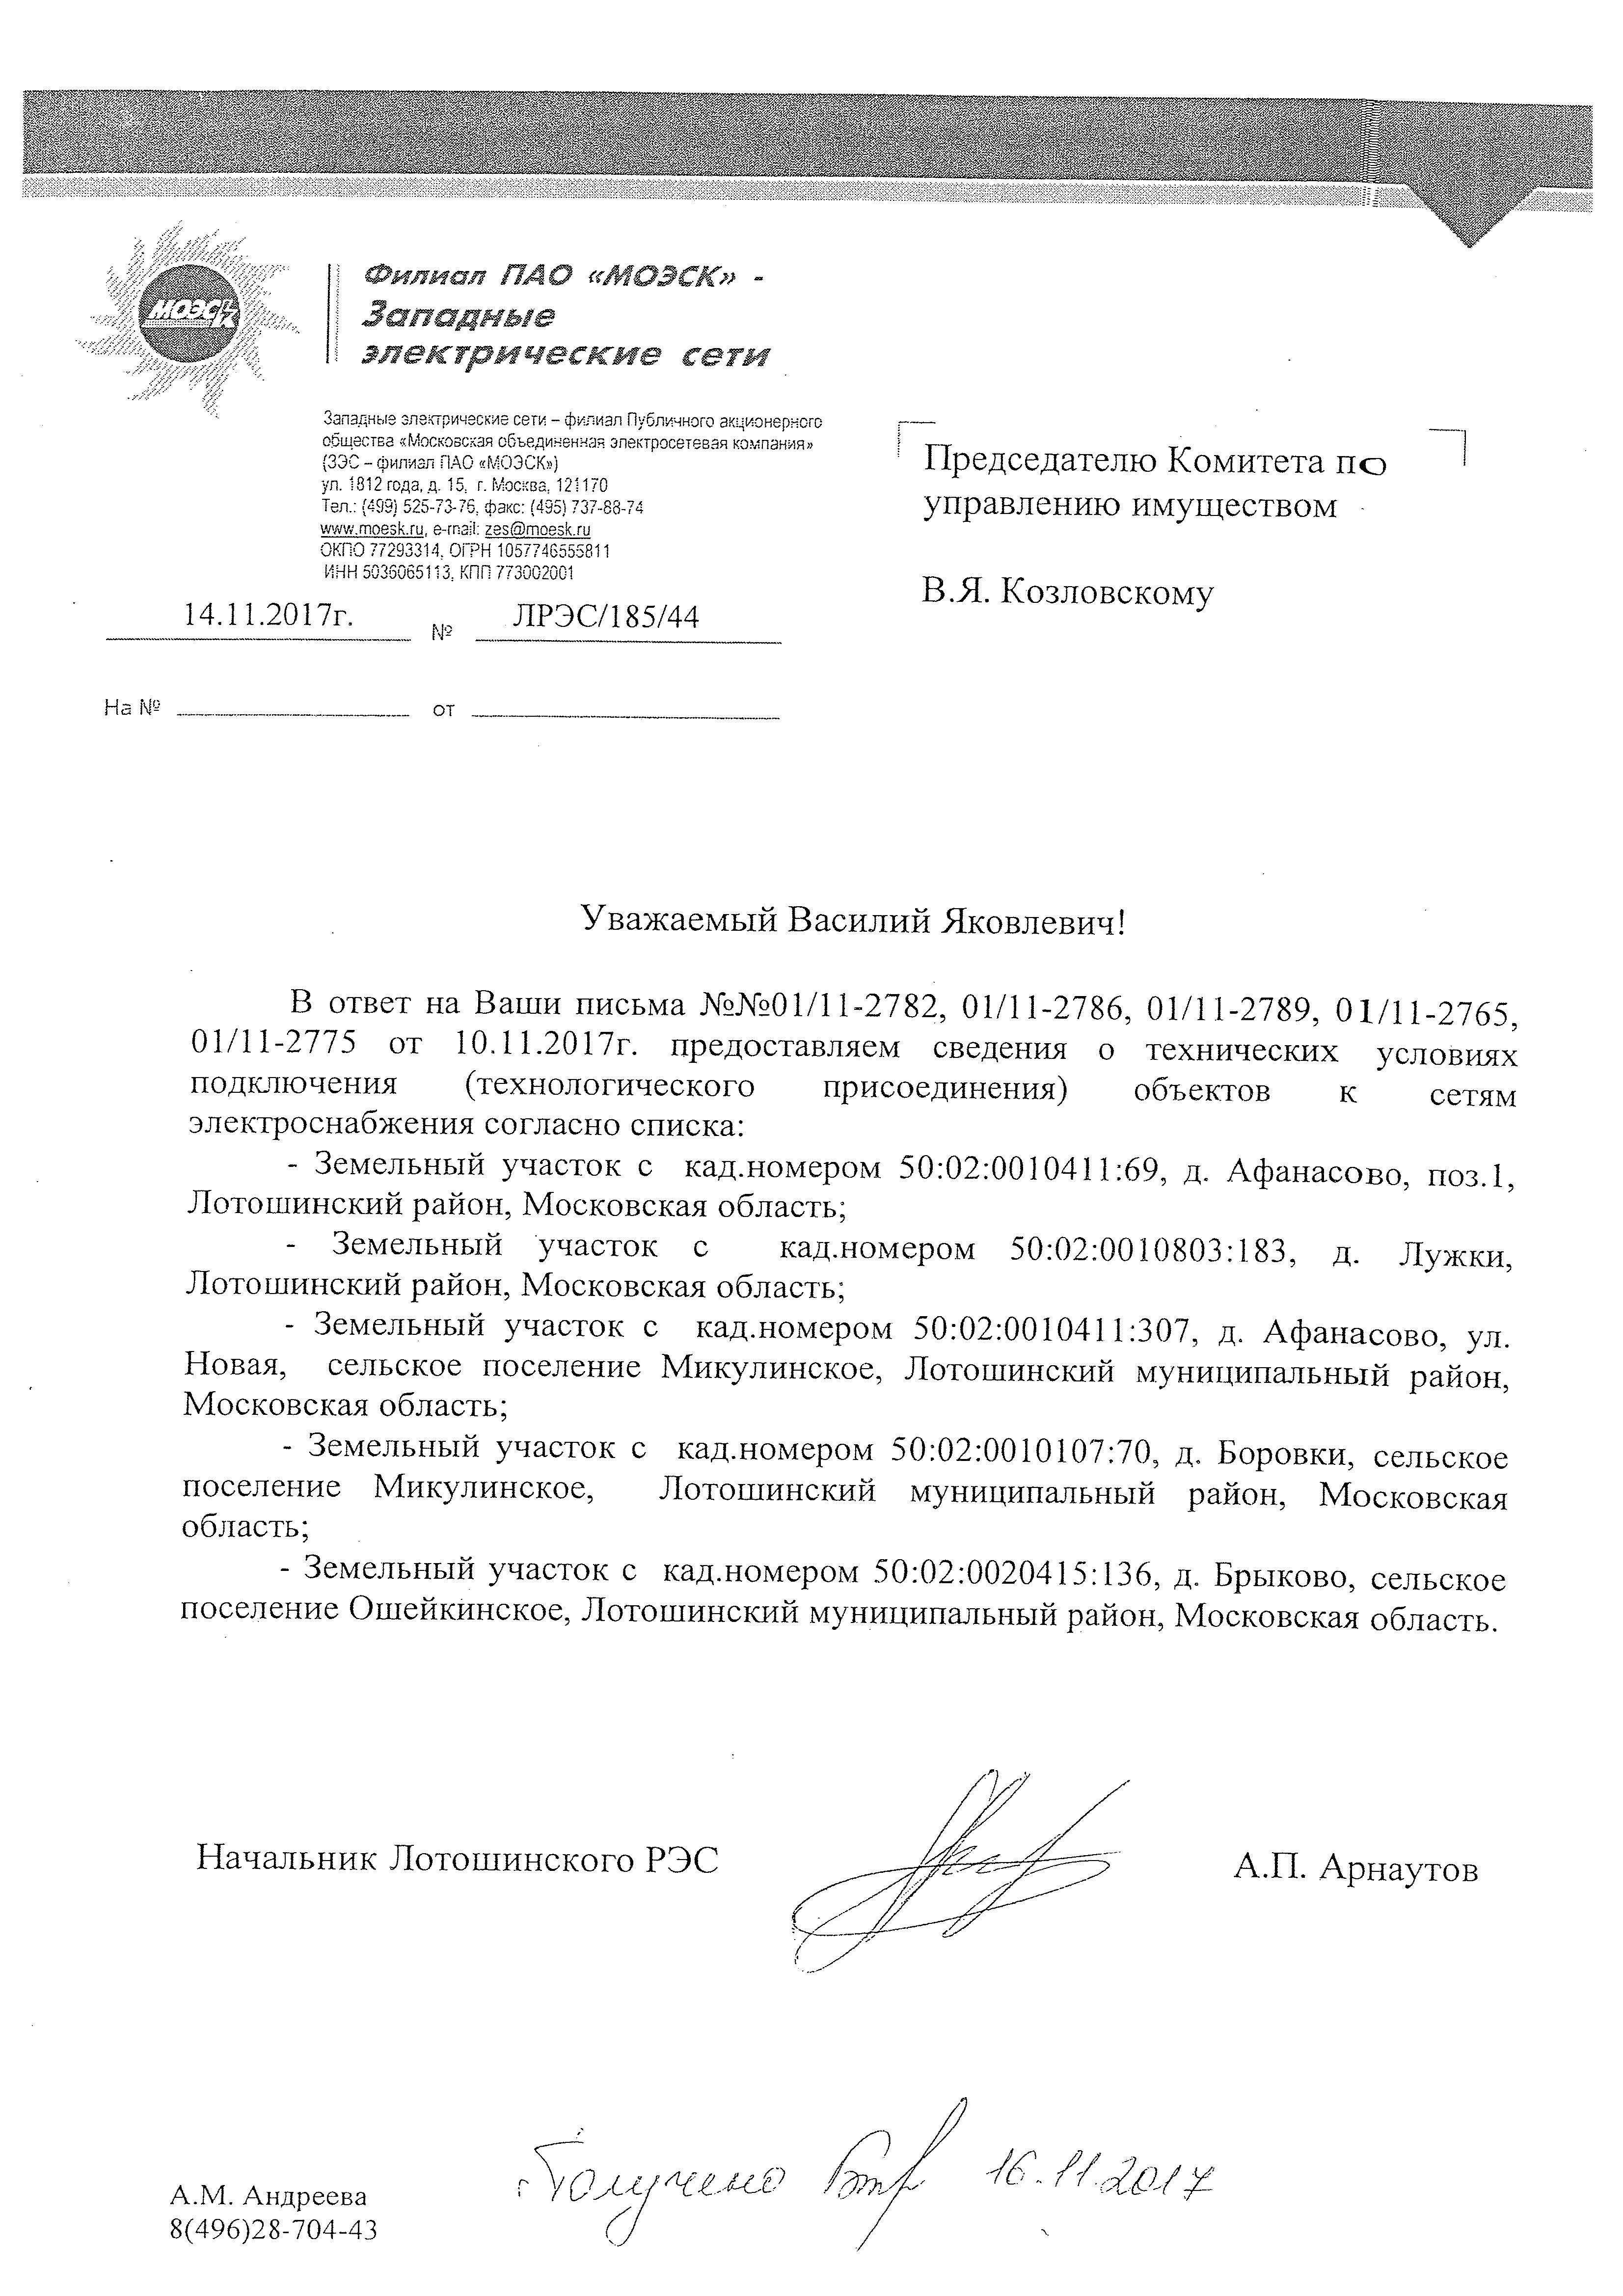 МОЭСК
Филиал ПАО «МОЭСК» -
Западные
электрические сети
Западные электрические сети – филиал Публичного акционерного
общества «Московская объединенная электросетевая компания»
(ЗЭС – филиал ПАО «МОЭСК»)
ул. 1812 года, д. 15, г. Москва, 121170
Тел.: (499) 525-73-76, факс: (495) 737-88-74
www.moesk.ru, e-mail: zes@moesk.ru
ОКПО 77293314, ОГРН 1057746555811
ИНН 5036065113, КПП 773002001
14.11.2017г. № ЛРЭС/185/44
На № от
Председателю Комитета по
управлению имуществом
В.Я. Козловскому
Уважаемый Василий Яковлевич!
В ответ на Ваши письма №№01/11-2782, 01/11-2786, 01/11-2789, 01/11-2765,
01/11-2775 от 10.11.2017г. предоставляем сведения о технических условиях
подключения (технологического присоединения) объектов к сетям
электроснабжения согласно списка:
- Земельный участок с кад.номером 50:02:0010411:69, д. Афанасово, поз.1,
Лотошинский район, Московская область;
- Земельный участок с кад.номером 50:02:0010803:183, д. Лужки,
Лотошинский район, Московская область;
- Земельный участок с кад.номером 50:02:0010411:307, д. Афанасово, ул.
Новая, сельское поселение Микулинское, Лотошинский муниципальный район,
Московская область;
- Земельный участок с кад.номером 50:02:0010107:70, д. Боровки, сельское
поселение Микулинское, Лотошинский муниципальный район, Московская
область;
- Земельный участок с кад.номером 50:02:0020415:136, д. Брыково, сельское
поселение Ошейкинское, Лотошинский муниципальный район, Московская область.
Начальник Лотошинского РЭС А.П. Арнаутов
Получено 16.11.2017
А.М. Андреева
8(496)28-704-43